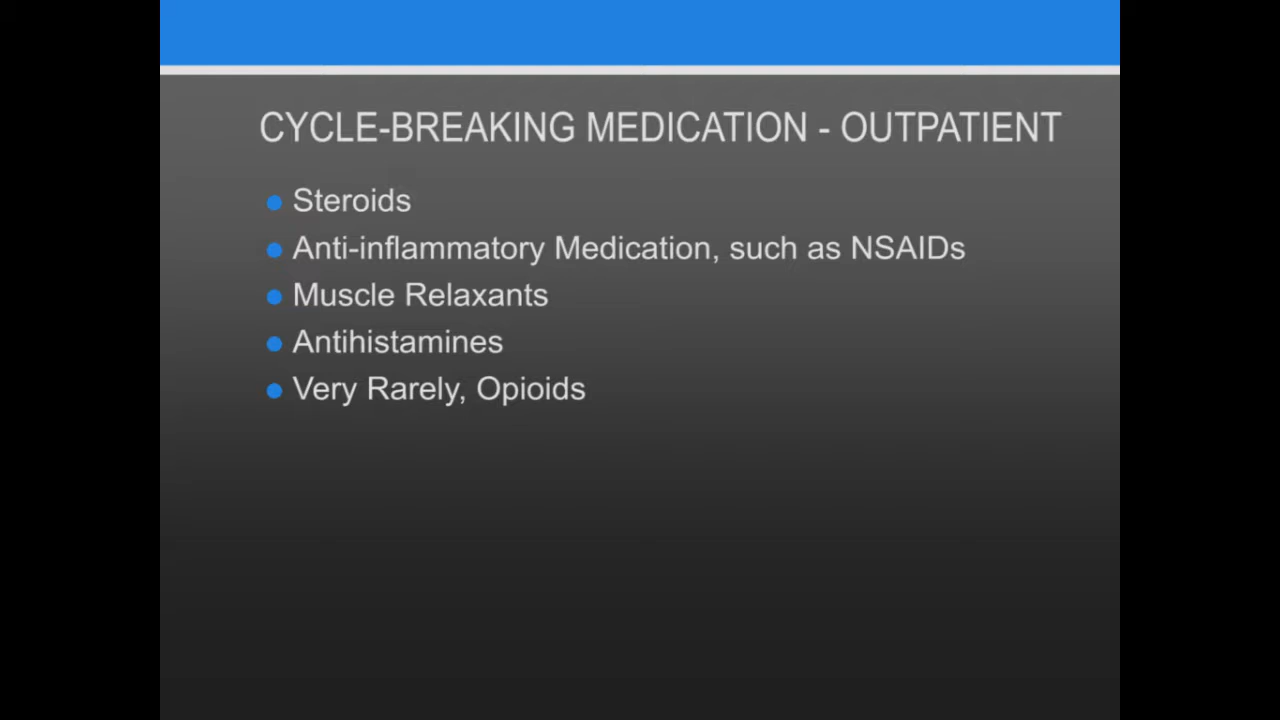 CYCLE-BREAKING MEDICATION - OUTPATIENT
Steroids
Anti-inflammatory Medication, such as NSAIDs
Muscle Relaxants
Antihistamines
Very Rarely, Opioids